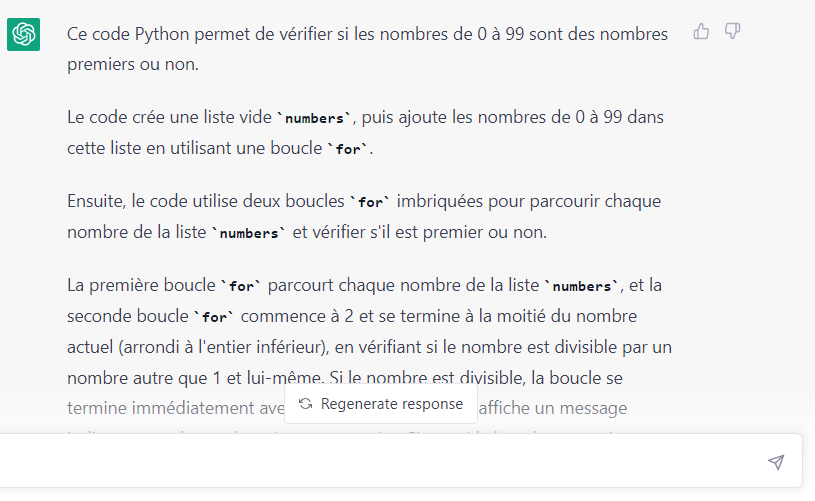 Ce code Python permet de vérifier si les nombres de 0 à 99 sont des nombres
premiers ou non.
Le code crée une liste vide `numbers`, puis ajoute les nombres de 0 à 99 dans
cette liste en utilisant une boucle `for`.
Ensuite, le code utilise deux boucles `for` imbriquées pour parcourir chaque
nombre de la liste `numbers` et vérifier s'il est premier ou non.
La première boucle `for` parcourt chaque nombre de la liste `numbers`, et la
seconde boucle `for` commence à 2 et se termine à la moitié du nombre
actuel (arrondi à l'entier inférieur), en vérifiant si le nombre est divisible par un
nombre autre que 1 et lui-même. Si le nombre est divisible, la boucle se
termine immédiatement ave
Regenerate response
affiche un message